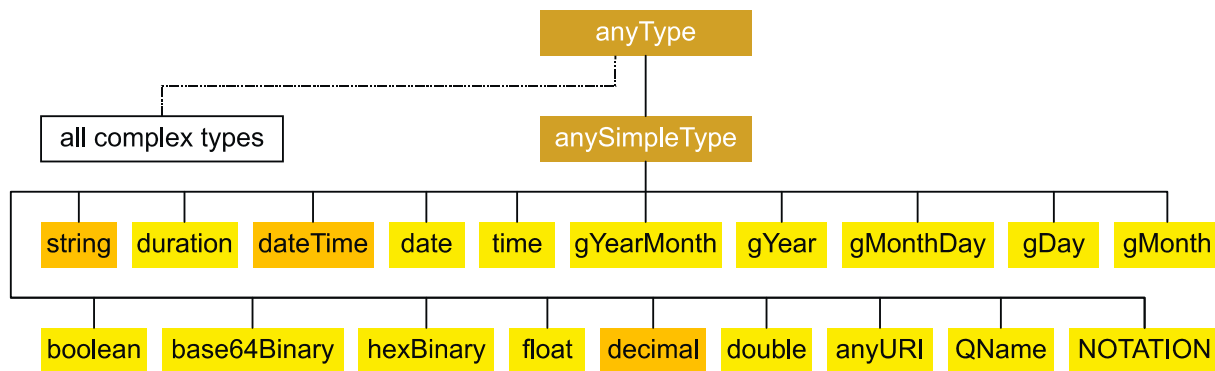 anyType
all complex types anySimpleType
string duration dateTime date time gYearMonth gYear gMonthDay gDay gMonth
boolean base64Binary hexBinary float decimal double anyURI QName NOTATION